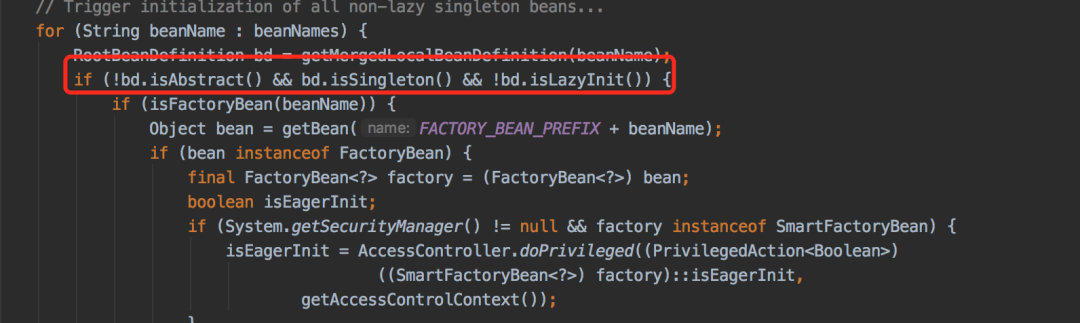 // Trigger initialization of all non-lazy singleton beans...
for (String beanName : beanNames) {
RootBeanDefinition bd = getMergedLocalBeanDefinition(beanName);
if (!bd.isAbstract() && bd.isSingleton() && !bd.isLazyInit()) {
if (isFactoryBean(beanName)) {
Object bean = getBean( name: FACTORY_BEAN_PREFIX + beanName);
if (bean instanceof FactoryBean) {
final FactoryBean<?> factory = (FactoryBean<?>) bean;
boolean isEagerInit;
if (System.getSecurityManager() != null && factory instanceof SmartFactoryBean) {
isEagerInit = AccessController.doPrivileged((PrivilegedAction<Boolean>)
((SmartFactoryBean<?>) factory)::isEagerInit,
getAccessControlContext());
}